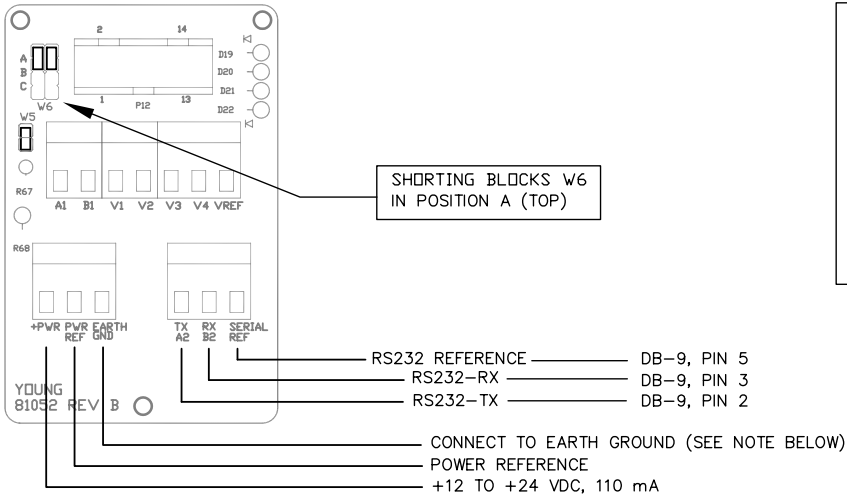 2 14
A
B
C
W6
1 P12 13
D19
D20
D21
D22
W5
R67
A1 B1 V1 V2 V3 V4 VREF
SHORTING BLOCKS W6
IN POSITION A (TOP)
R68
+PWR PWR REF EARTH GND
TX A2 RX B2 SERIAL REF
RS232 REFERENCE DB-9, PIN 5
RS232-RX DB-9, PIN 3
RS232-TX DB-9, PIN 2
YOUNG
81052 REV B
CONNECT TO EARTH GROUND (SEE NOTE BELOW)
POWER REFERENCE
+12 TO +24 VDC, 110 mA